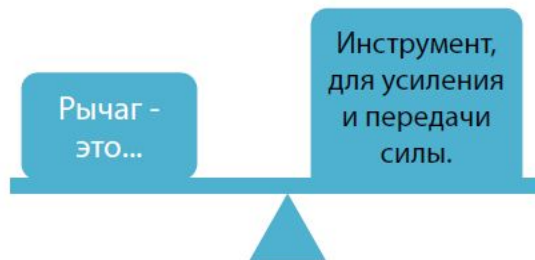 Рычаг -
это...
Инструмент,
для усиления
и передачи
силы.